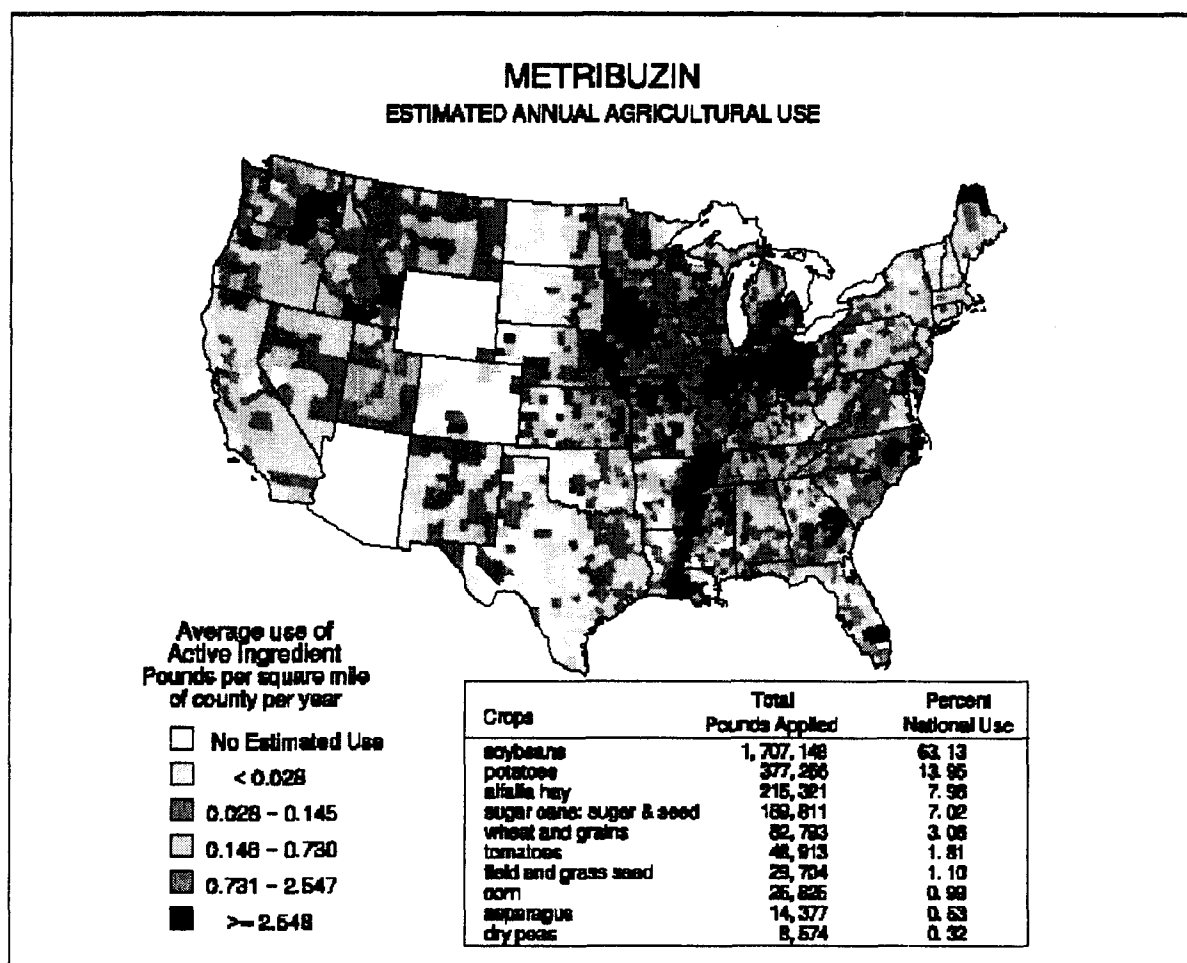 METRIBUZIN
ESTIMATED ANNUAL AGRICULTURAL USE
Average use of
Active Ingredient
Pounds per square mile
of county per year
No Estimated Use
< 0.028
0.028 - 0.145
0.146 - 0.730
0.731 - 2.547
>= 2.548
Crops Total Pounds Applied Percent National Use
soybeans 63. 13
potatoes 13. 95
alfalfa hay 215, 321 7. 96
sugar cane: sugar & seed 189, 811 7. 02
wheat and grains 82, 793 3. 06
tomatoes 48, 913 1. 81
field and grass seed 29, 704 1. 10
corn 26, 825 0. 99
asparagus 14, 377 0. 53
dry peas 8, 574 0. 32